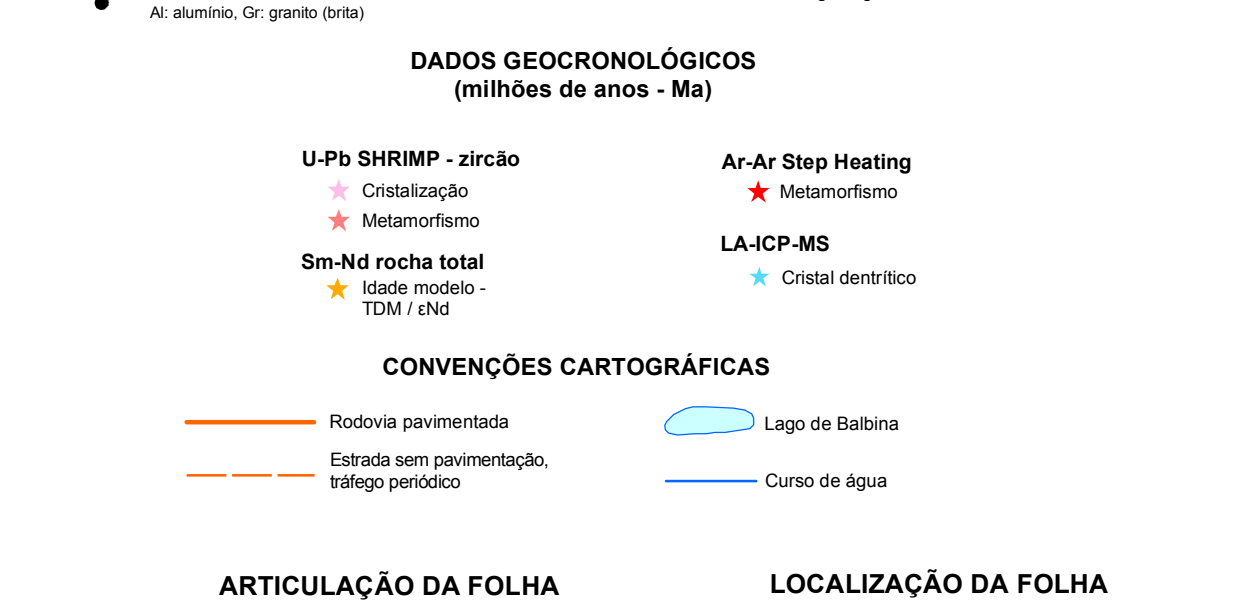 Al: alumínio, Gr: granito (brita)
DADOS GEOCRONOLÓGICOS
(milhões de anos - Ma)
U-Pb SHRIMP - zircão
Cristalização
Metamorfismo
Sm-Nd rocha total
Idade modelo -
TDM / εNd
Ar-Ar Step Heating
Metamorfismo
LA-ICP-MS
Cristal dentrítico
CONVENÇÕES CARTOGRÁFICAS
Rodovia pavimentada
Estrada sem pavimentação,
tráfego periódico
Lago de Balbina
Curso de água
ARTICULAÇÃO DA FOLHA
LOCALIZAÇÃO DA FOLHA